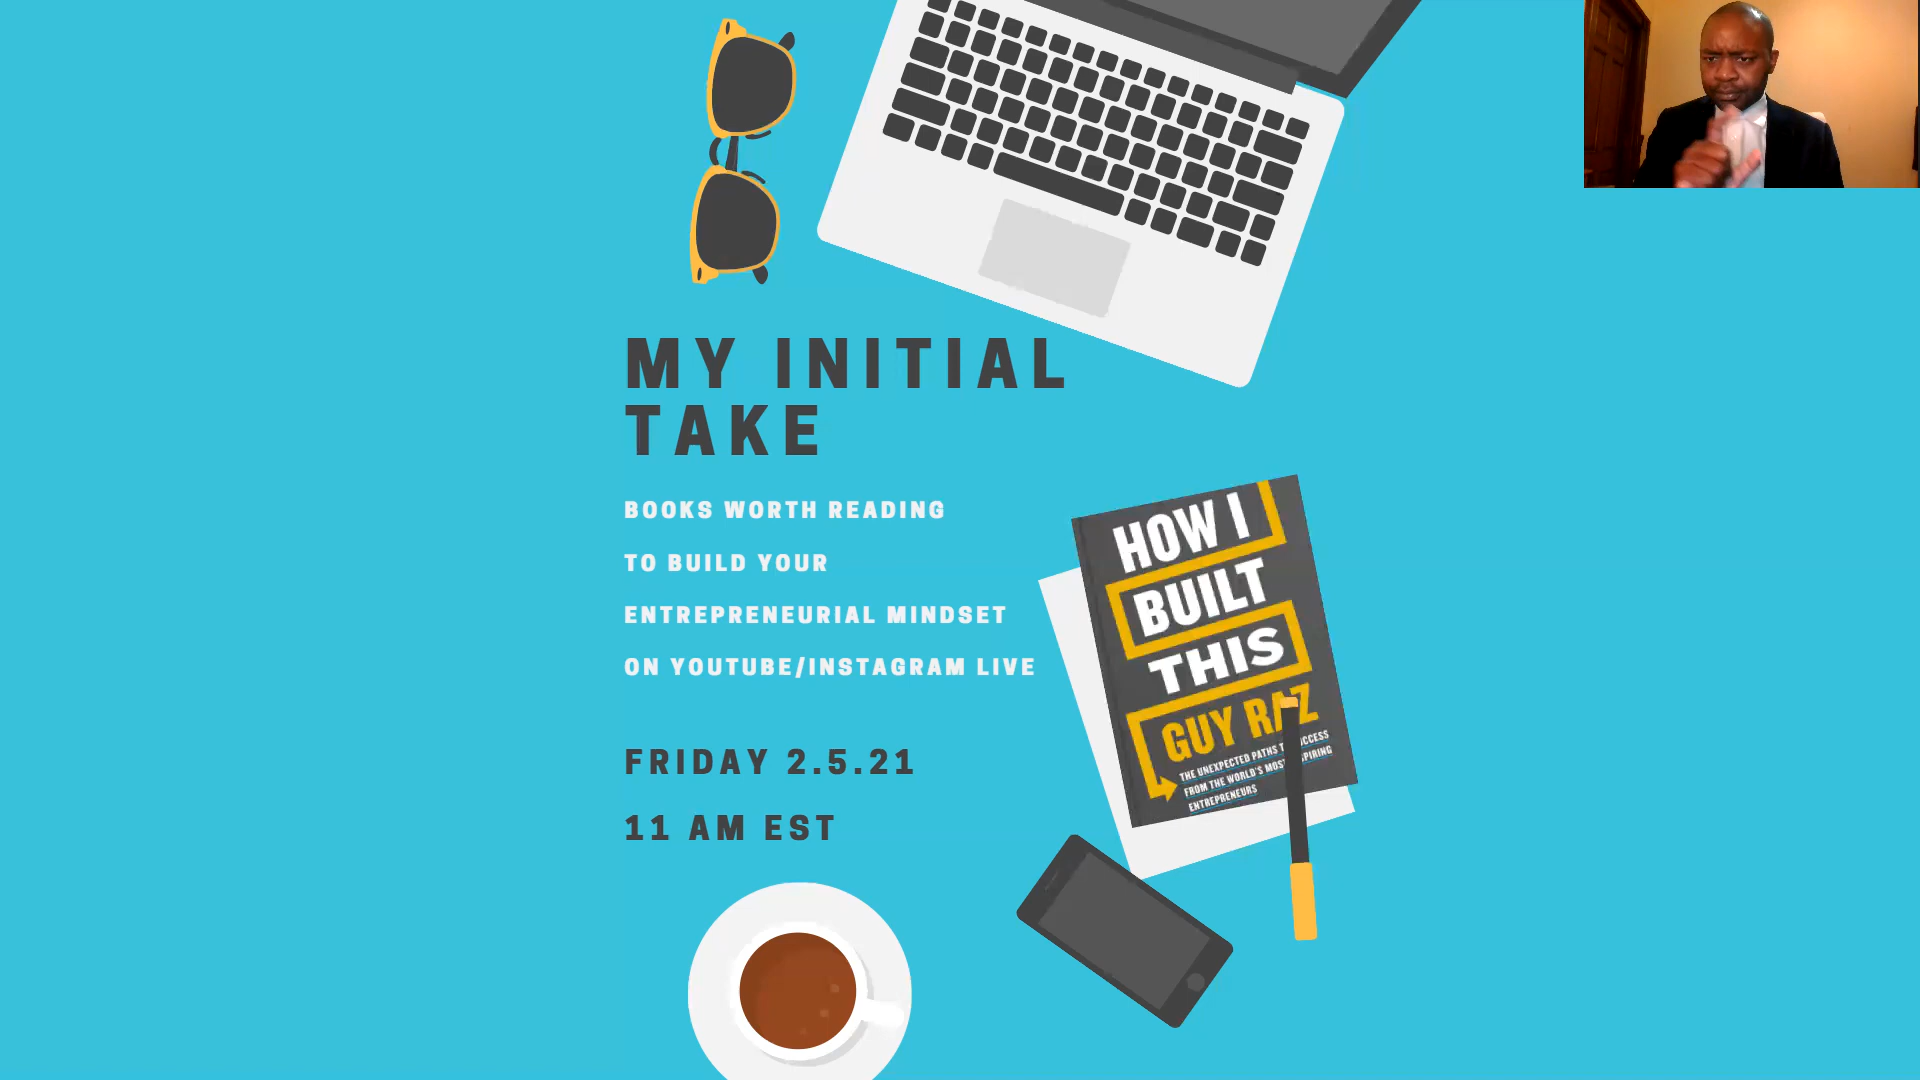 MY INITIAL
TAKE
BOOKS WORTH READING
TO BUILD YOUR
ENTREPRENEURIAL MINDSET
ON YOUTUBE/INSTAGRAM LIVE
FRIDAY 2.5.21
11 AM EST
HOW I
BUILT
THIS
GUY RAZ
THE UNEXPECTED PATHS
FROM THE WORLD'S MOST
ENTREPRENEURS